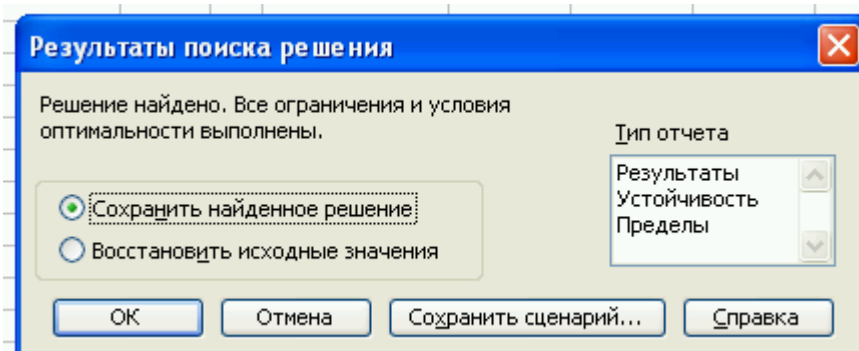 Результаты поиска решения
Решение найдено. Все ограничения и условия
оптимальности выполнены.
Тип отчета
Результаты
Устойчивость
Пределы
Сохранить найденное решение
Восстановить исходные значения
ОК
Отмена
Сохранить сценарий...
Справка